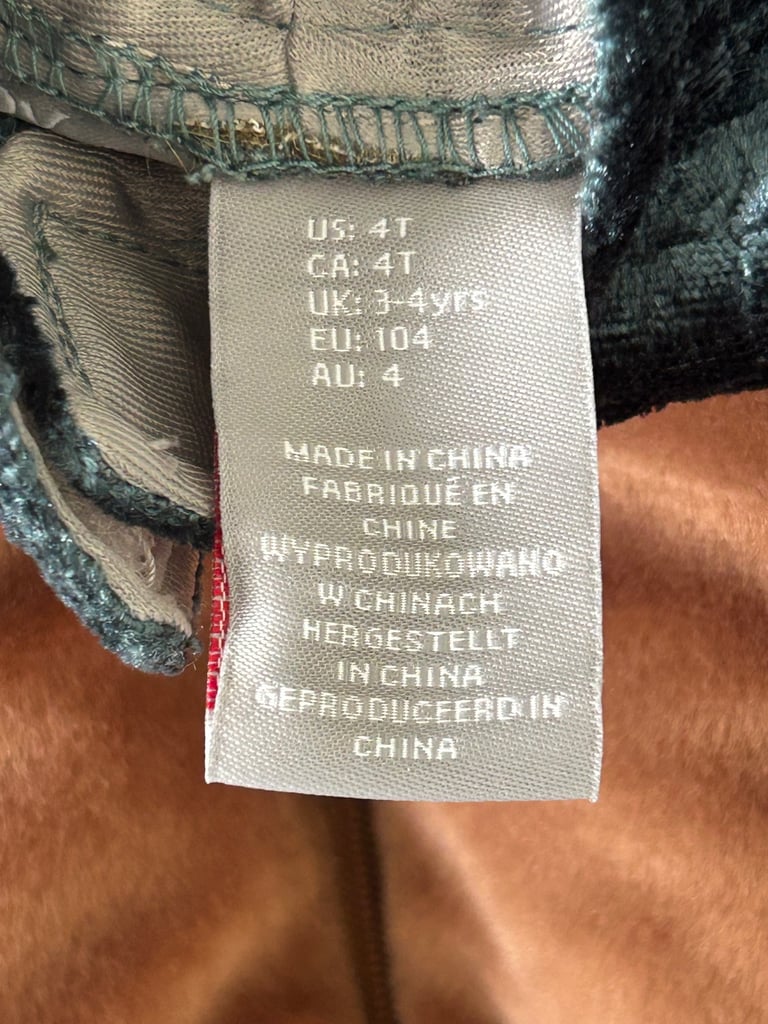 US: 4T
CA: 4T
UK: 3-4yrs
EU: 104
AU: 4
MADE IN CHINA
FABRIQUÉ EN
CHINE
WYPRODUKOWANO
W CHINACH
HERGESTELLT
IN CHINA
GEPRODUCEERD IN
CHINA